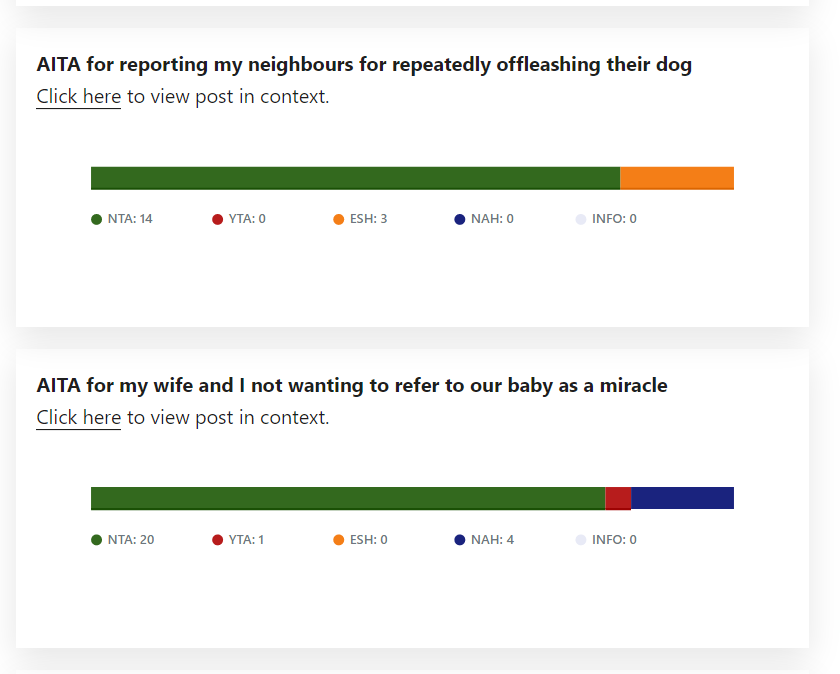 AITA for reporting my neighbours for repeatedly offleashing their dog
Click here to view post in context.
NTA: 14 YTA: 0 ESH: 3 NAH: 0 INFO: 0
AITA for my wife and I not wanting to refer to our baby as a miracle
Click here to view post in context.
NTA: 20 YTA: 1 ESH: 0 NAH: 4 INFO: 0